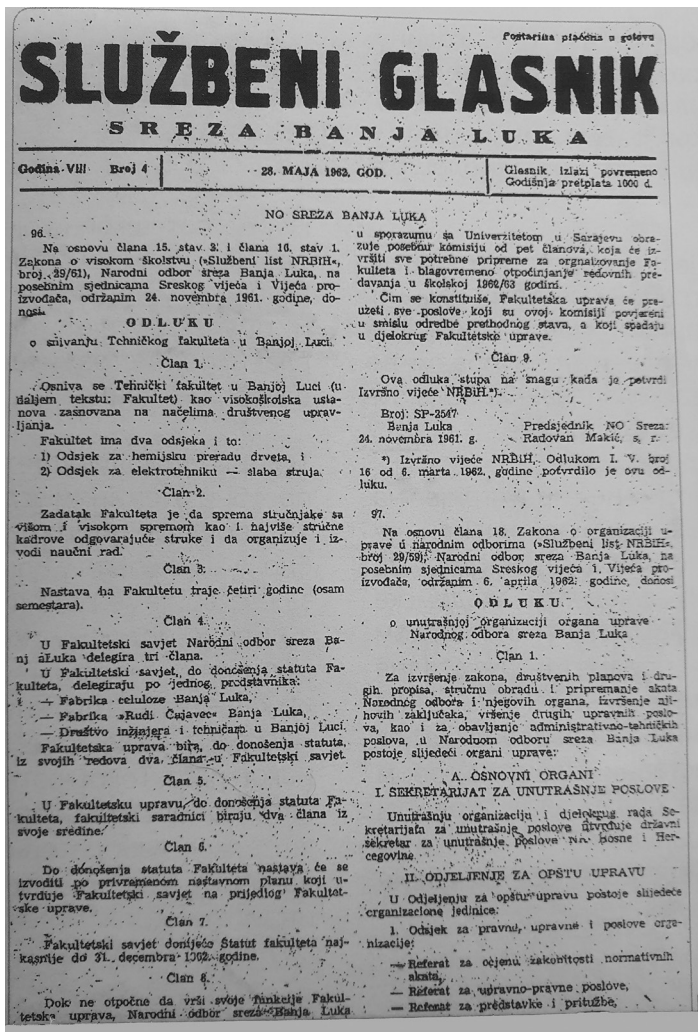 Poštarina plaćena u gotovu
SLUŽBENI GLASNIK
SREZA BANJA LUKA
Godina VIII Broj 4
28. MAJA 1962. GOD.
Glasnik izlazi povremeno
Godišnja pretplata 1000 d.
NO SREZA BANJA LUKA
96.
Na osnovu člana 15. stav 3. i člana 16. stav 1.
Zakona o visokom školstvu (»Službeni list NRBiH«,
broj 29/61), Narodni odbor sreza Banja Luka, na
posebnim sjednicama Sreskog vijeća i Vijeća pro-
izvođača, održanim 24. novembra 1961. godine, do-
nosi
ODLUKU
o snivanju Tehničkog fakulteta u Banjoj Luci.
Član 1.
Osniva se Tehnički fakultet u Banjoj Luci (u
daljem tekstu: Fakultet) kao visokoškolska usta-
nova zasnovana na načelima društvenog uprav-
ljanja.
Fakultet ima dva odsjeka i to:
1) Odsjek za hemijsku preradu drveta, i
2) Odsjek za elektrotehniku — slaba struja.
Član 2.
Zadatak Fakulteta je da sprema stručnjake sa
višom i visokom spremom kao i najviše stručne
kadrove odgovarajuće struke i da organizuje i iz-
vodi naučni rad.
Član 3.
Nastava na Fakultetu traje četiri godine (osam
semestara).
Član 4.
U Fakultetski savjet Narodni odbor sreza Ba-
nj aLuka delegira tri člana.
U Fakultetski savjet, do donošenja statuta Fa-
kulteta, delegiraju po jednog predstavnika:
— Fabrika celuloze Banja Luka,
— Fabrika »Rudi Čajavec« Banja Luka,
— Društvo inžinjera i tehničara u Banjoj Luci.
Fakultetska uprava bira, do donošenja statuta,
iz svojih redova dva člana u Fakultetski savjet.
Član 5.
U Fakultetsku upravu, do donošenja statuta Fa-
kulteta, fakultetski saradnici biraju dva člana iz
svoje sredine.
Član 6.
Do donošenja statuta Fakulteta nastava će se
izvoditi po privremenom nastavnom planu koji u-
tvrđuje Fakultetski savjet na prijedlog Fakultet-
ske uprave.
Član 7.
Fakultetski savjet donijeće Statut fakulteta naj-
kasnije do 31. decembra 1962. godine.
Član 8.
Dok ne otpočne da vrši svoje funkcije Fakul-
tetska uprava, Narodni odbor sreza Banja Luka
u sporazumu sa Univerzitetom u Sarajevu obra-
zuje posebnu komisiju od pet članova, koja će iz-
vršiti sve potrebne pripreme za orgnaizovanje Fa-
kulteta i blagovremeno otpočinjanje redovnih pre-
davanja u školskoj 1962/63 godini.
Čim se konstituiše, Fakultetska uprava će pre-
uzeti sve poslove koji su ovoj komisiji povjereni
u smislu odredbe prethodnog stava, a koji spadaju
u djelokrug Fakultetske uprave.
Član 9.
Ova odluka stupa na snagu kada je potvrdi
Izvršno vijeće NRBiH*).
Broj: SP-2547
Banja Luka
24. novembra 1961. g.
Predsjednik NO Sreza:
Radovan Makić, s. r.
*) Izvršno vijeće NRBiH, Odlukom I. V. broj
16 od 6. marta 1962. godine potvrdilo je ovu od-
luku.
97.
Na osnovu člana 18. Zakona o organizaciji u-
prave u narodnim odborima (»Službeni list NRBiH«.
broj 29/59), Narodni odbor sreza Banja Luka, na
posebnim sjednicama Sreskog vijeća i Vijeća pro-
izvođača, održanim 6. aprila 1962. godine, donosi
ODLUKU
o unutrašnjoj organizaciji organa uprave
Narodnog odbora sreza Banja Luka
Član 1.
Za izvršenje zakona, društvenih planova i dru-
gih propisa, stručnu obradu i pripremanje akata
Narodnog odbora i njegovih organa, izvršenje nji-
hovih zaključaka, vršenje drugih upravnih poslo-
va, kao i za obavljanje administrativno-tehničkih
poslova, u Narodnom odboru sreza Banja Luka
postoje slijedeći organi uprave:
A. OSNOVNI ORGANI
I. SEKRETARIJAT ZA UNUTRAŠNJE POSLOVE
Unutrašnju organizaciju i djelokrug rada Se-
kretarijata za unutrašnje poslove utvrđuje državni
sekretar za unutrašnje poslove NR Bosne i Her-
cegovine.
II. ODJELJENJE ZA OPŠTU UPRAVU
U Odjeljenju za opštu upravu postoje slijedeće
organizacione jedinice:
1. Odsjek za pravnu, upravne i poslove orga-
nizacije:
— Referat za ocjenu zakonitosti normativnih
akata,
— Referat za upravno-pravne poslove,
— Referat za predstavke i pritužbe,